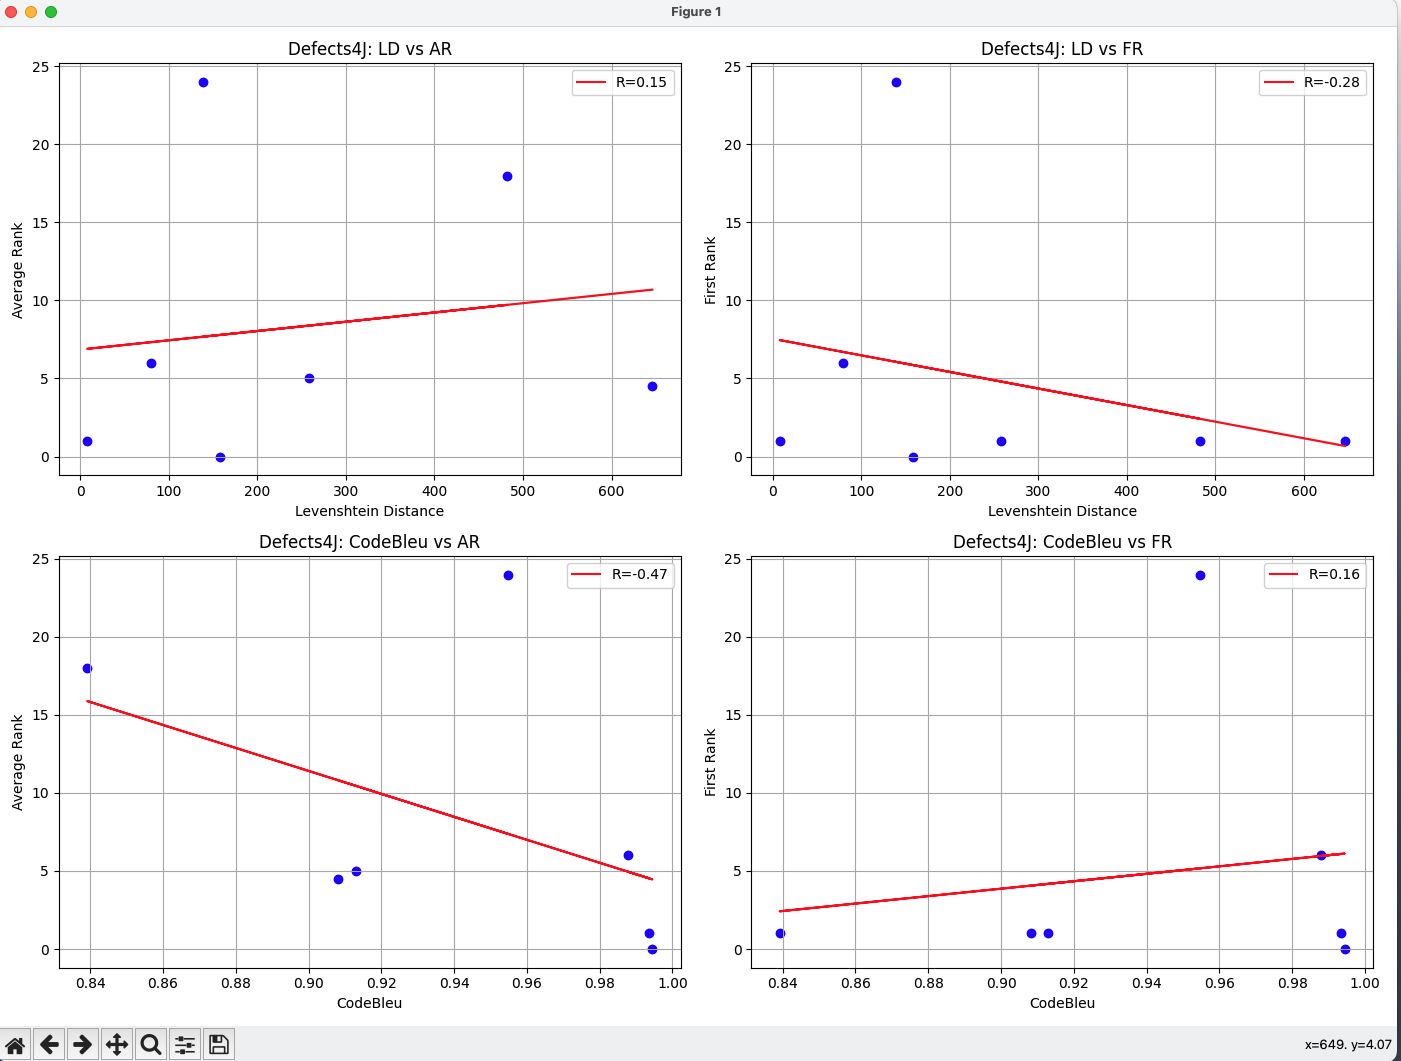 Figure 1
Defects4J: LD vs AR
R=0.15
25
20
15
10
5
0
Average Rank
0 100 200 300 400 500 600
Levenshtein Distance
Defects4J: LD vs FR
R=-0.28
25
20
15
10
5
0
First Rank
0 100 200 300 400 500 600
Levenshtein Distance
Defects4J: CodeBleu vs AR
R=-0.47
25
20
15
10
5
0
Average Rank
0.84 0.86 0.88 0.90 0.92 0.94 0.96 0.98 1.00
CodeBleu
Defects4J: CodeBleu vs FR
R=0.16
25
20
15
10
5
0
First Rank
0.84 0.86 0.88 0.90 0.92 0.94 0.96 0.98 1.00
CodeBleu
x=649. y=4.07